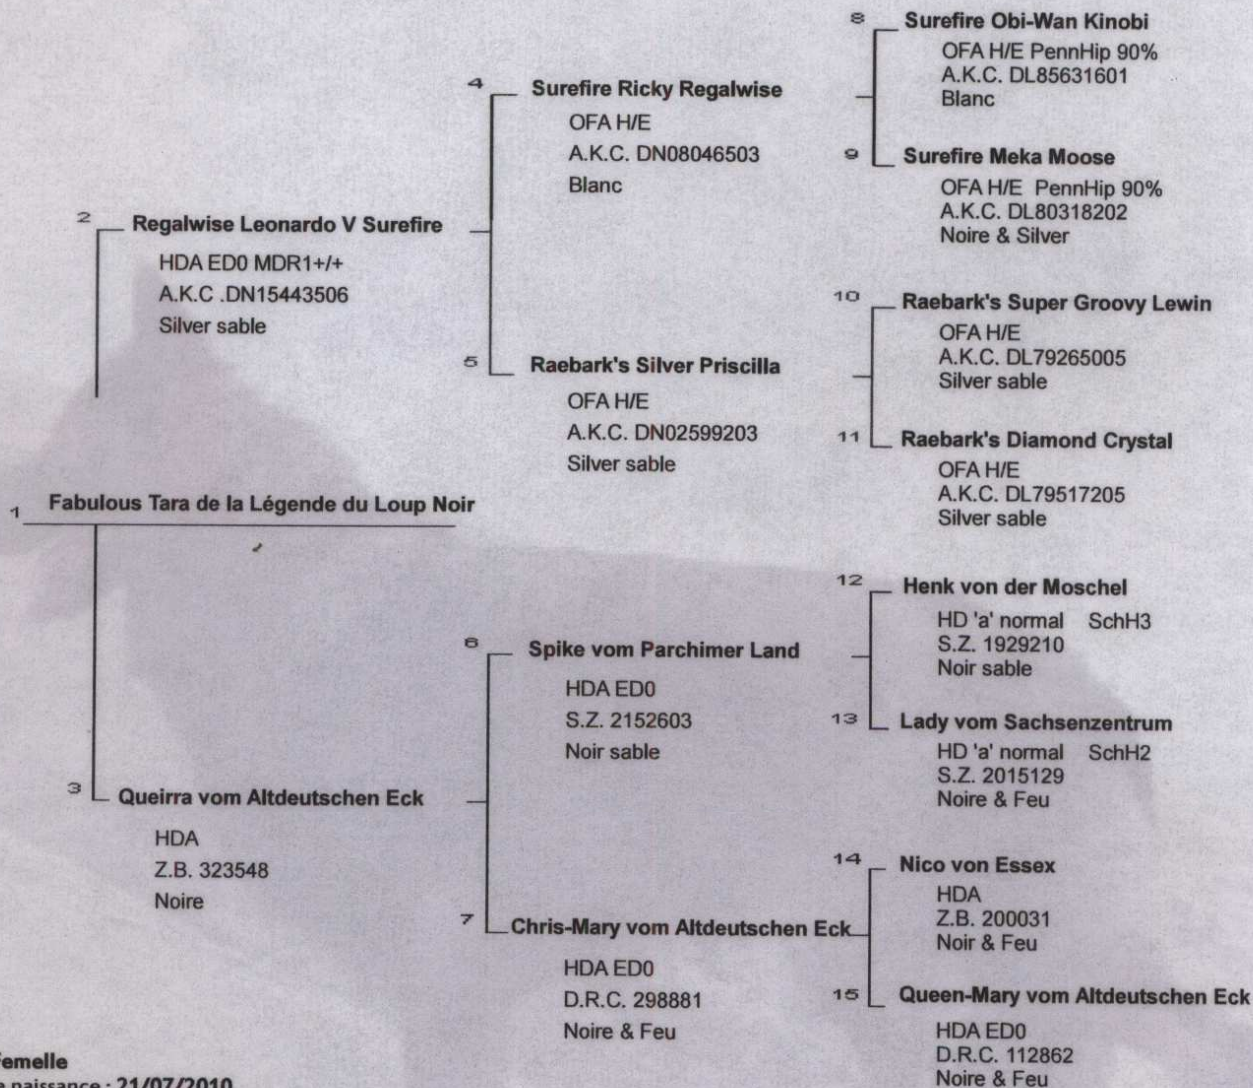 8 Surefire Obi-Wan Kinobi
OFA H/E PennHip 90%
A.K.C. DL85631601
Blanc
4 Surefire Ricky Regalwise
OFA H/E
A.K.C. DN08046503
Blanc
9 Surefire Meka Moose
OFA H/E PennHip 90%
A.K.C. DL80318202
Noire & Silver
2 Regalwise Leonardo V Surefire
HDA ED0 MDR1+/+
A.K.C .DN15443506
Silver sable
10 Raebark's Super Groovy Lewin
OFA H/E
A.K.C. DL79265005
Silver sable
5 Raebark's Silver Priscilla
OFA H/E
A.K.C. DN02599203
Silver sable
11 Raebark's Diamond Crystal
OFA H/E
A.K.C. DL79517205
Silver sable
1 Fabulous Tara de la Légende du Loup Noir
12 Henk von der Moschel
HD 'a' normal SchH3
S.Z. 1929210
Noir sable
6 Spike vom Parchimer Land
HDA ED0
S.Z. 2152603
Noir sable
13 Lady vom Sachsenzentrum
HD 'a' normal SchH2
S.Z. 2015129
Noire & Feu
3 Queirra vom Altdeutschen Eck
HDA
Z.B. 323548
Noire
14 Nico von Essex
HDA
Z.B. 200031
Noir & Feu
7 Chris-Mary vom Altdeutschen Eck
HDA ED0
D.R.C. 298881
Noire & Feu
15 Queen-Mary vom Altdeutschen Eck
HDA ED0
D.R.C. 112862
Noire & Feu
emelle
naissance : 21/07/2010